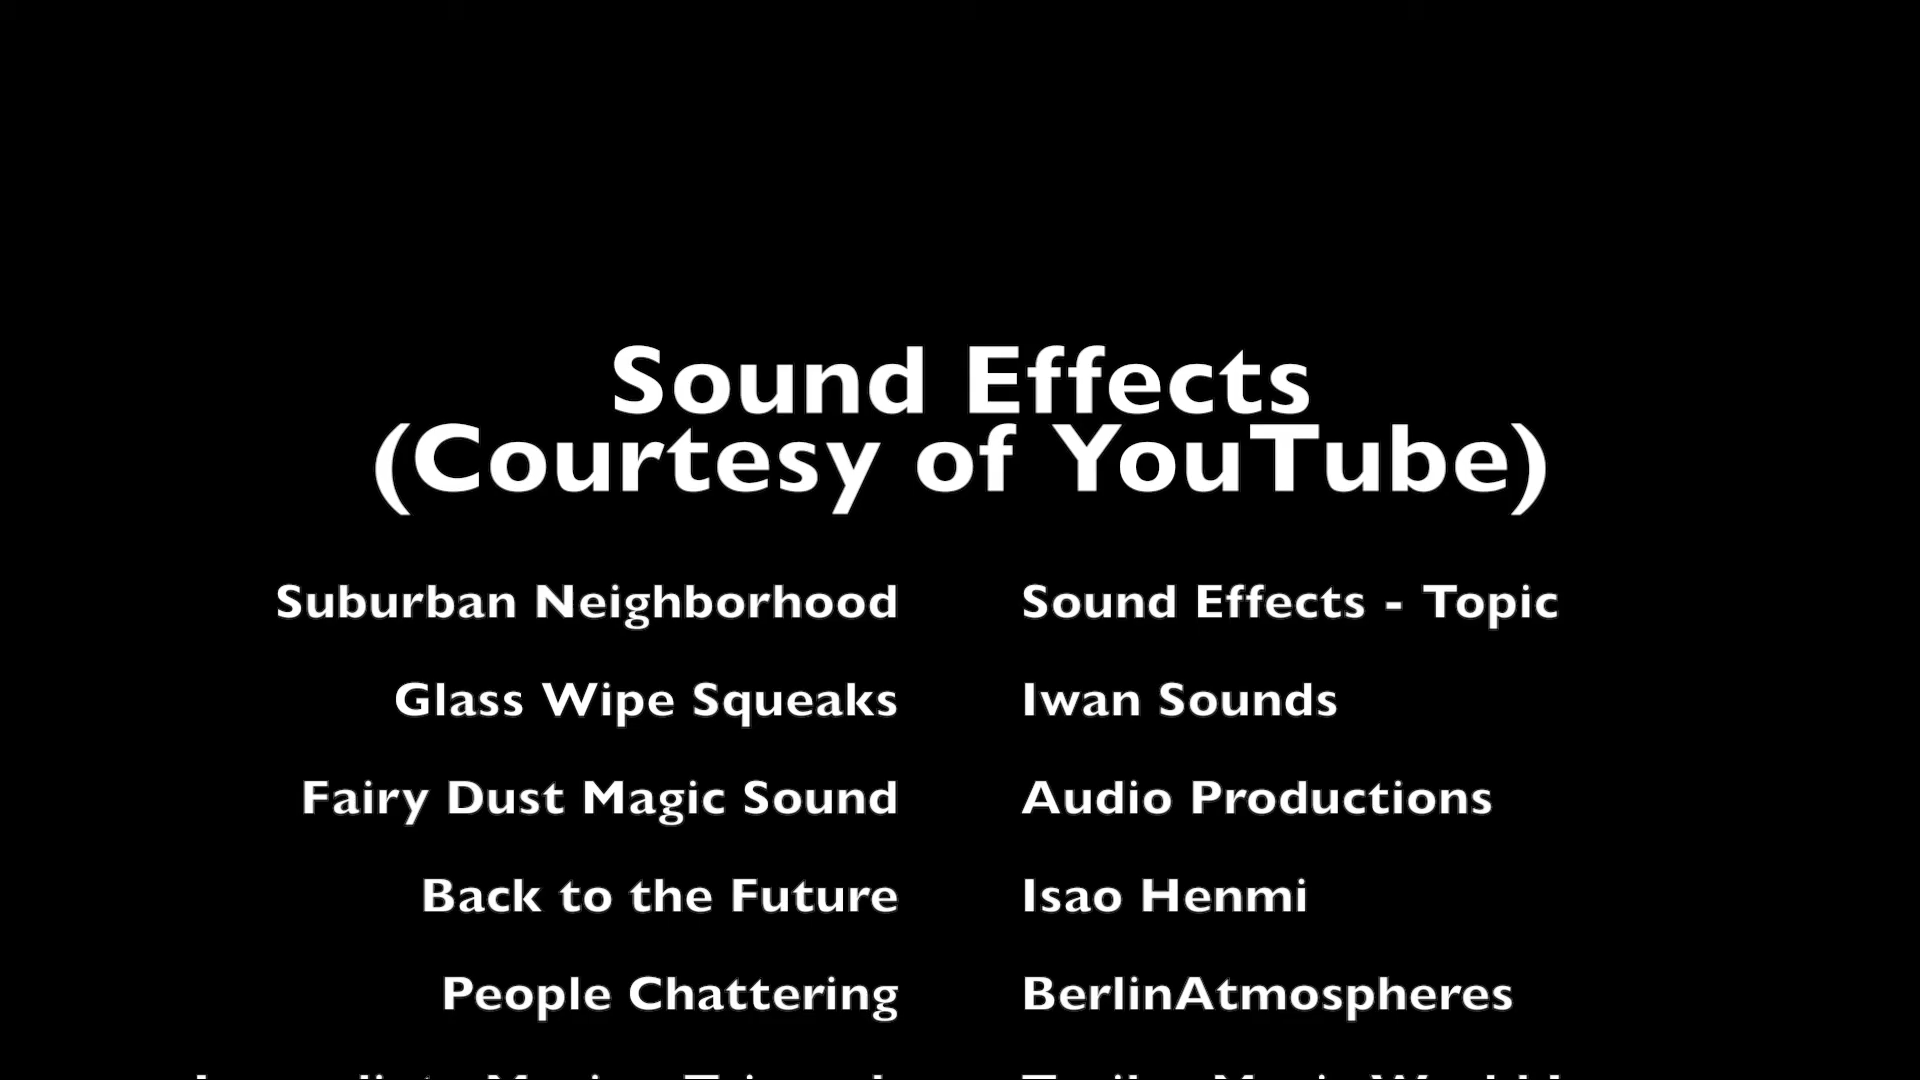 Sound Effects
(Courtesy of YouTube)
Suburban Neighborhood Sound Effects - Topic
Glass Wipe Squeaks Iwan Sounds
Fairy Dust Magic Sound Audio Productions
Back to the Future Isao Henmi
People Chattering BerlinAtmospheres